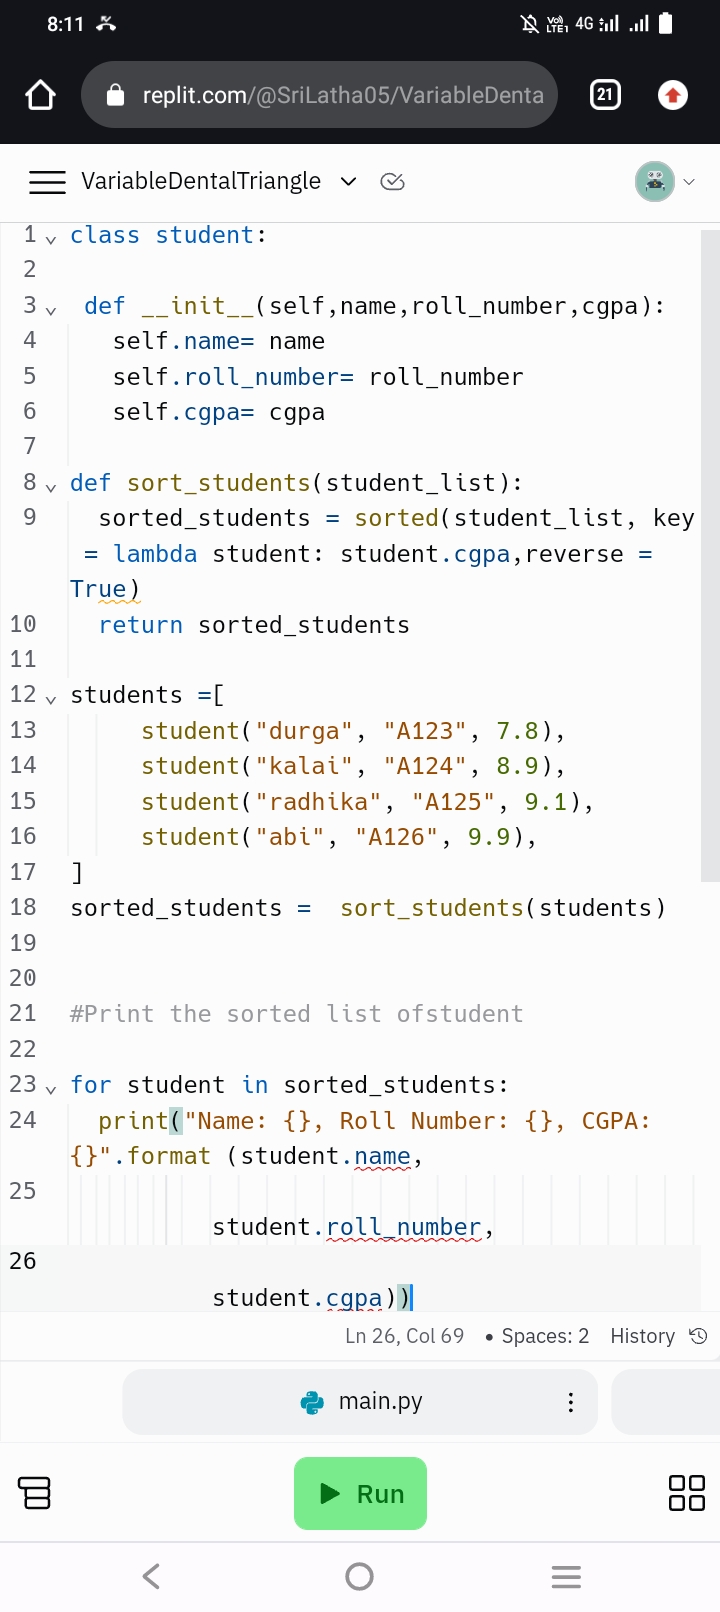 8:11 Vo) LTE1 4G
replit.com/@SriLatha05/VariableDenta 21
VariableDentalTriangle
1 class student:
2
3 def __init__(self,name,roll_number,cgpa):
4 self.name= name
5 self.roll_number= roll_number
6 self.cgpa= cgpa
7
8 def sort_students(student_list):
9 sorted_students = sorted(student_list, key
= lambda student: student.cgpa,reverse =
True)
10 return sorted_students
11
12 students =[
13 student("durga", "A123", 7.8),
14 student("kalai", "A124", 8.9),
15 student("radhika", "A125", 9.1),
16 student("abi", "A126", 9.9),
17 ]
18 sorted_students =  sort_students(students)
19
20
21 #Print the sorted list ofstudent
22
23 for student in sorted_students:
24 print("Name: {}, Roll Number: {}, CGPA:
{}".format (student.name,
25
student.roll_number,
26
student.cgpa))
Ln 26, Col 69 • Spaces: 2 History
main.py
Run